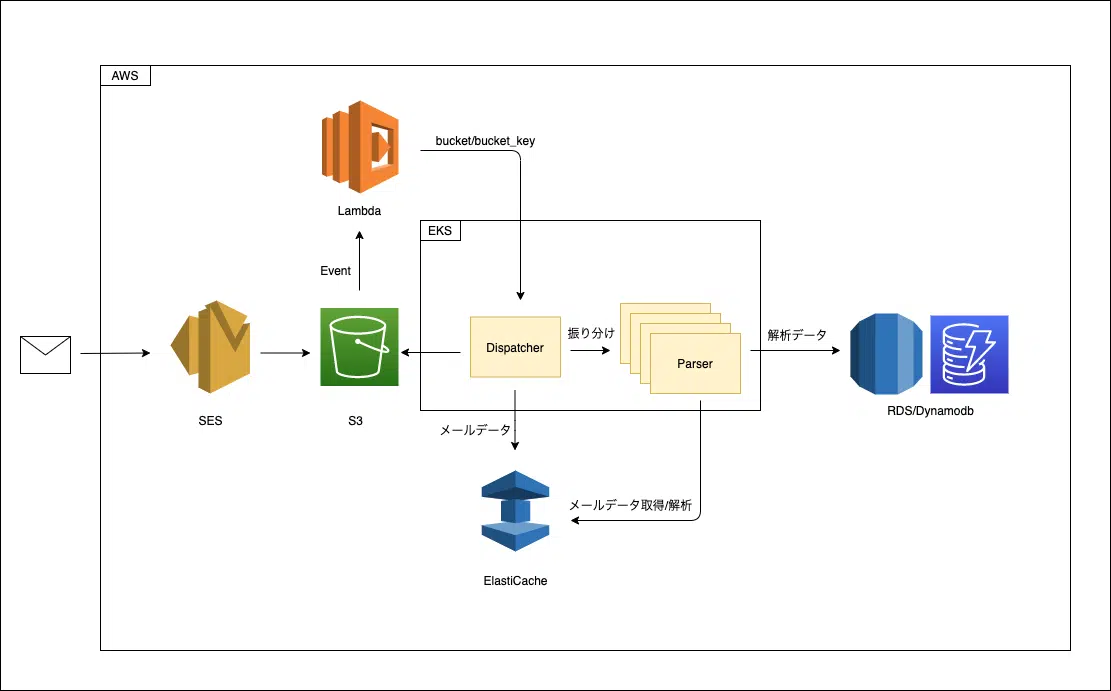 AWS
bucket/bucket_key
Lambda
EKS
Event
Dispatcher
振り分け
Parser
解析データ
SES
S3
RDS/Dynamodb
メールデータ
メールデータ取得/解析
ElastiCache